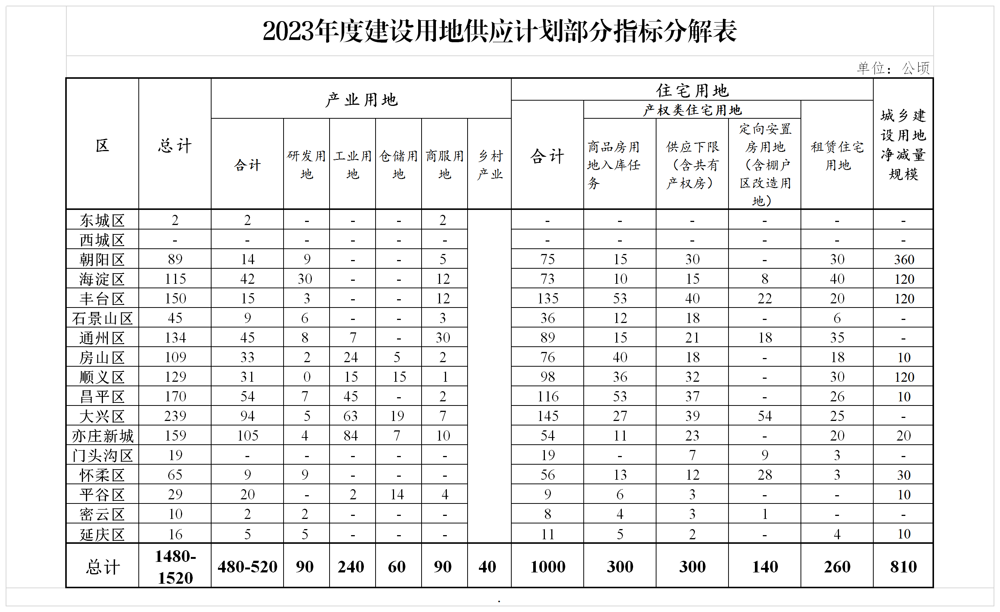 2023年度建设用地供应计划部分指标分解表
单位：公顷
区 总计 产业用地 住宅用地 城乡建设用地净减量规模
合计 产权类住宅用地 租赁住宅用地
合计 研发用地 工业用地 仓储用地 商服用地 乡村产业 商品房用地入库任务 供应下限（含共有产权房） 定向安置房用地（含棚户区改造用地）
东城区 2 2 - - - 2 - - - - - -
西城区 - - - - - - - - - - - -
朝阳区 89 14 9 - - 5 75 15 30 - 30 360
海淀区 115 42 30 - - 12 73 10 15 8 40 120
丰台区 150 15 3 - - 12 135 53 40 22 20 120
石景山区 45 9 6 - - 3 36 12 18 - 6 -
通州区 134 45 8 7 - 30 89 15 21 18 35 -
房山区 109 33 2 24 5 2 76 40 18 - 18 10
顺义区 129 31 0 15 15 1 98 36 32 - 30 120
昌平区 170 54 7 45 - 2 116 53 37 - 26 10
大兴区 239 94 5 63 19 7 145 27 39 54 25 -
亦庄新城 159 105 4 84 7 10 54 11 23 - 20 20
门头沟区 19 - - - - - 19 - 7 9 3 -
怀柔区 65 9 9 - - - 56 13 12 28 3 30
平谷区 29 20 - 2 14 4 9 6 3 - - 10
密云区 10 2 2 - - - 8 4 3 1 - -
延庆区 16 5 5 - - - 11 5 2 - 4 10
总计 1480-1520 480-520 90 240 60 90 40 1000 300 300 140 260 810
.